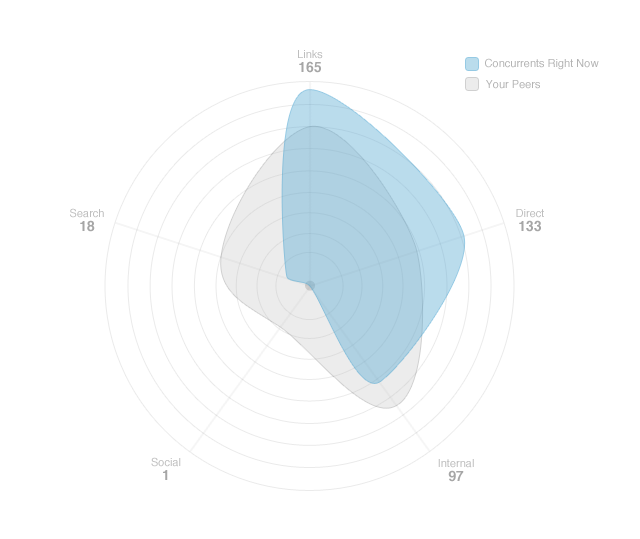 Links
165
Concurrents Right Now
Your Peers
Search
18
Direct
133
Social
1
Internal
97